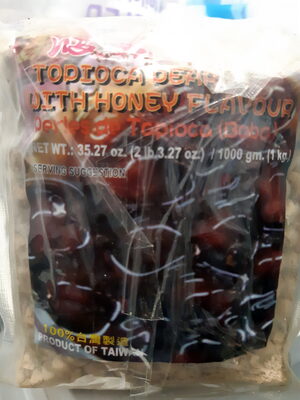 TOPIOCA PEARL
WITH HONEY FLAVOUR
Tapioca
NET WT.: 35.27 oz. (2 lb 3.27 oz.) / 1000 gm. (1 kg.)
SERVING SUGGESTION
100%台灣製造
PRODUCT OF TAIWAN